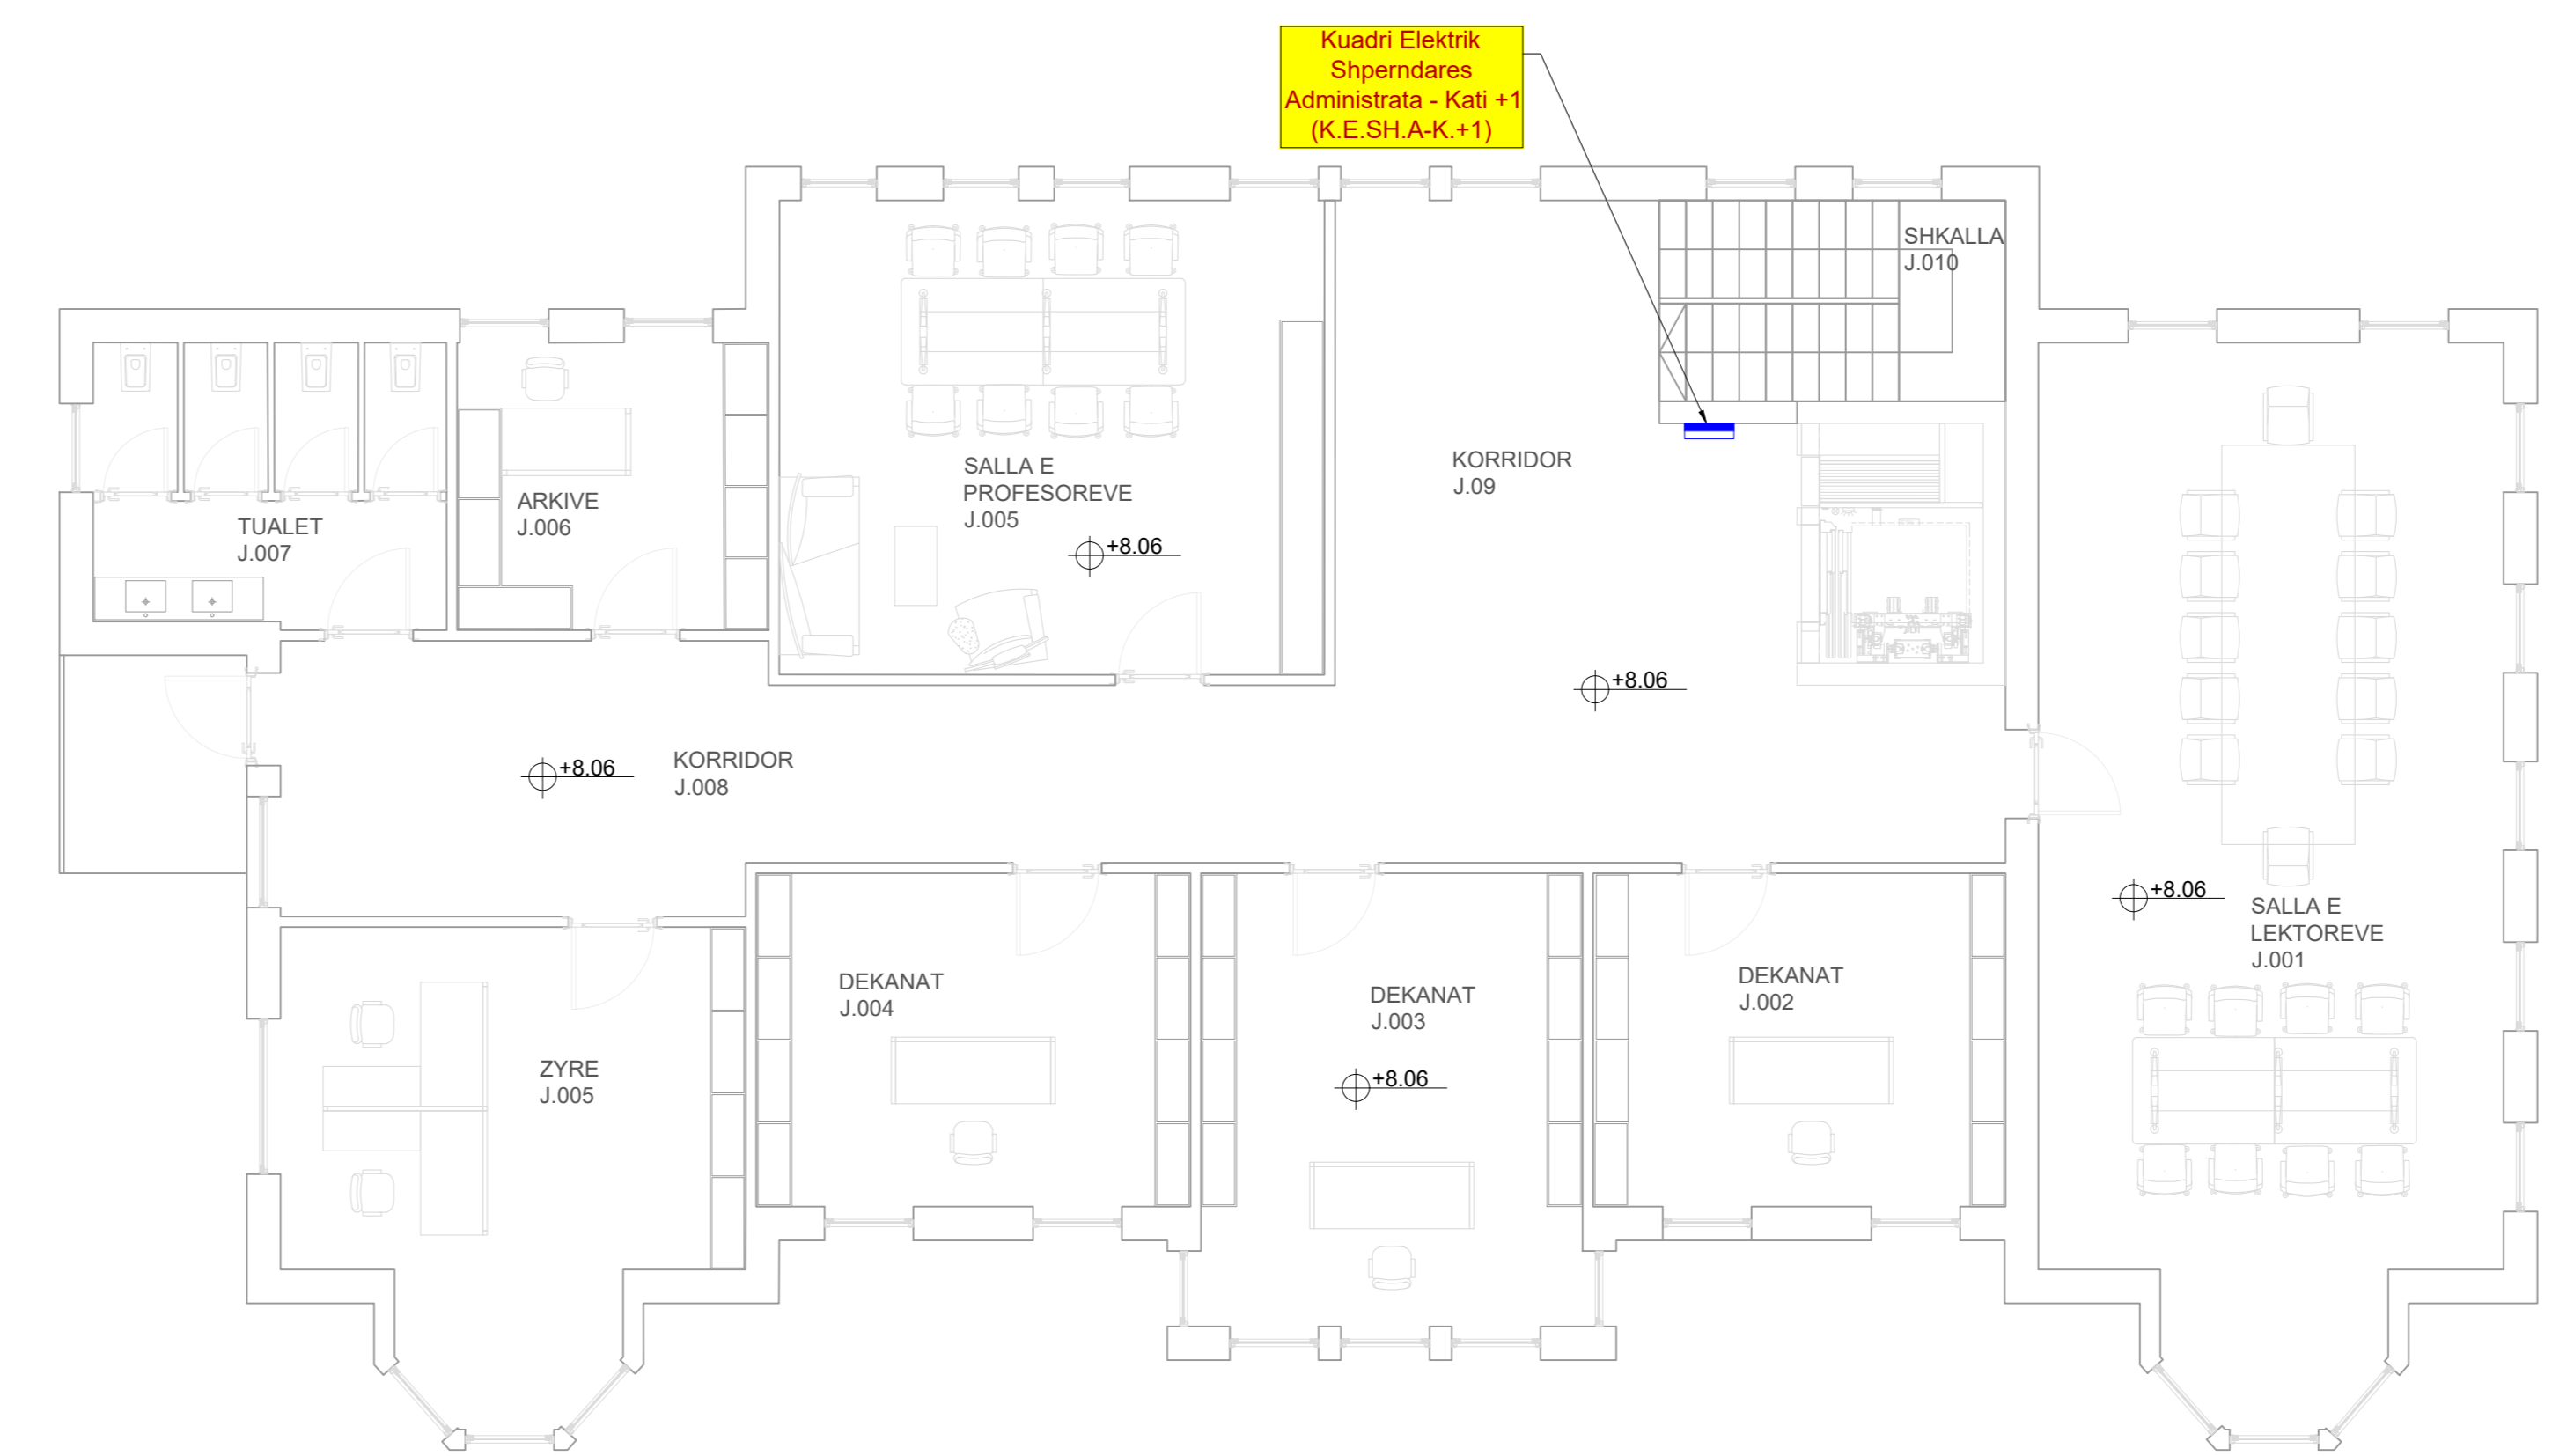 Kuadri Elektrik
Shperndares
Administrata - Kati +1
(K.E.SH.A-K.+1)
SHKALLA
J.010
SALLA E
PROFESOREVE
J.005
+8.06
KORRIDOR
J.09
ARKIVE
J.006
TUALET
J.007
+8.06
KORRIDOR
J.008
+8.06
+8.06
SALLA E
LEKTOREVE
J.001
DEKANAT
J.004
DEKANAT
J.003
+8.06
DEKANAT
J.002
ZYRE
J.005